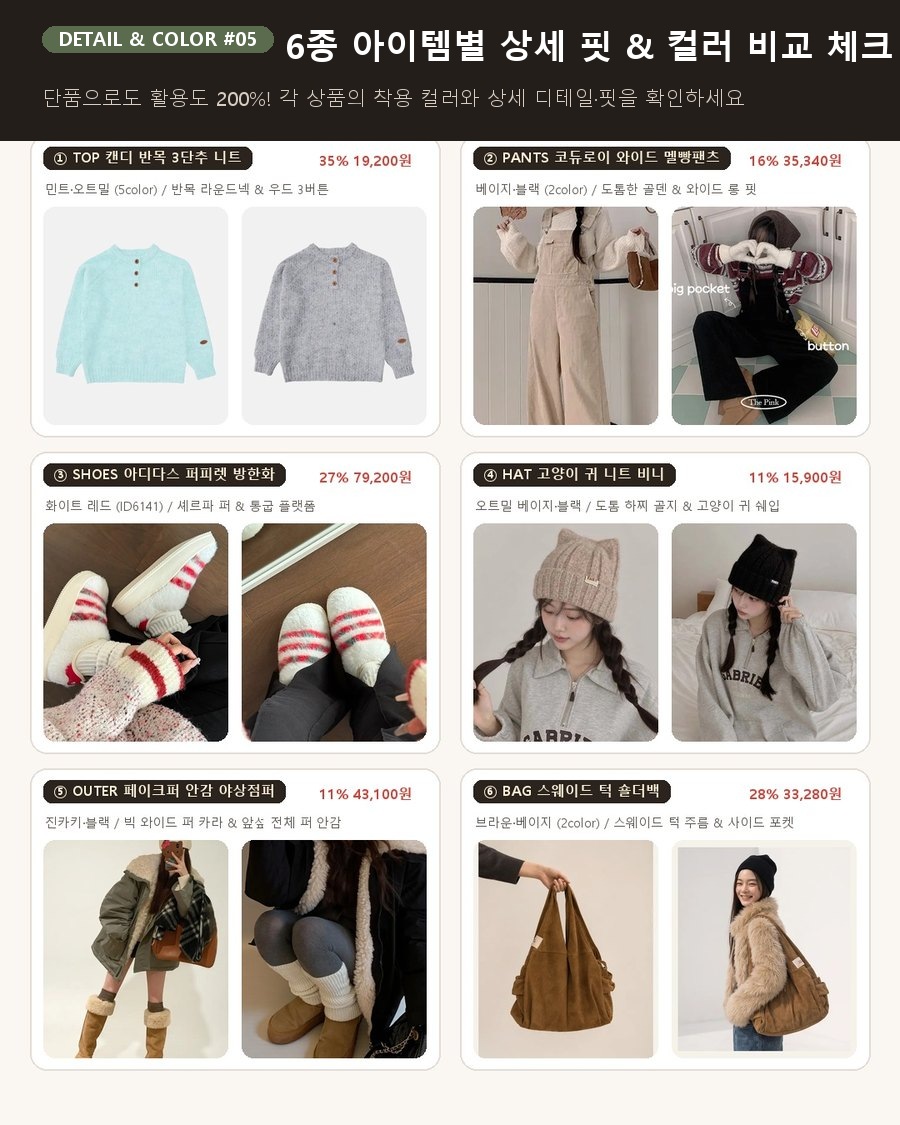 DETAIL & COLOR #05
6종 아이템별 상세 핏 & 컬러 비교 체크
단품으로도 활용도 200%! 각 상품의 착용 컬러와 상세 디테일·핏을 확인하세요
① TOP 캔디 반목 3단추 니트
35% 19,200원
민트·오트밀 (5color) / 반목 라운드넥 & 우드 3버튼
② PANTS 코듀로이 와이드 멜빵팬츠
16% 35,340원
베이지·블랙 (2color) / 도톰한 골덴 & 와이드 롱 핏
big pocket
button
The Pink
③ SHOES 아디다스 퍼피렛 방한화
27% 79,200원
화이트 레드 (ID6141) / 셰르파 퍼 & 통굽 플랫폼
④ HAT 고양이 귀 니트 비니
11% 15,900원
오트밀 베이지·블랙 / 도톰 하찌 골지 & 고양이 귀 쉐입
GABRIE
GABRIE
⑤ OUTER 페이크퍼 안감 야상점퍼
11% 43,100원
진카키·블랙 / 빅 와이드 퍼 카라 & 앞섶 전체 퍼 안감
⑥ BAG 스웨이드 턱 숄더백
28% 33,280원
브라운·베이지 (2color) / 스웨이드 턱 주름 & 사이드 포켓